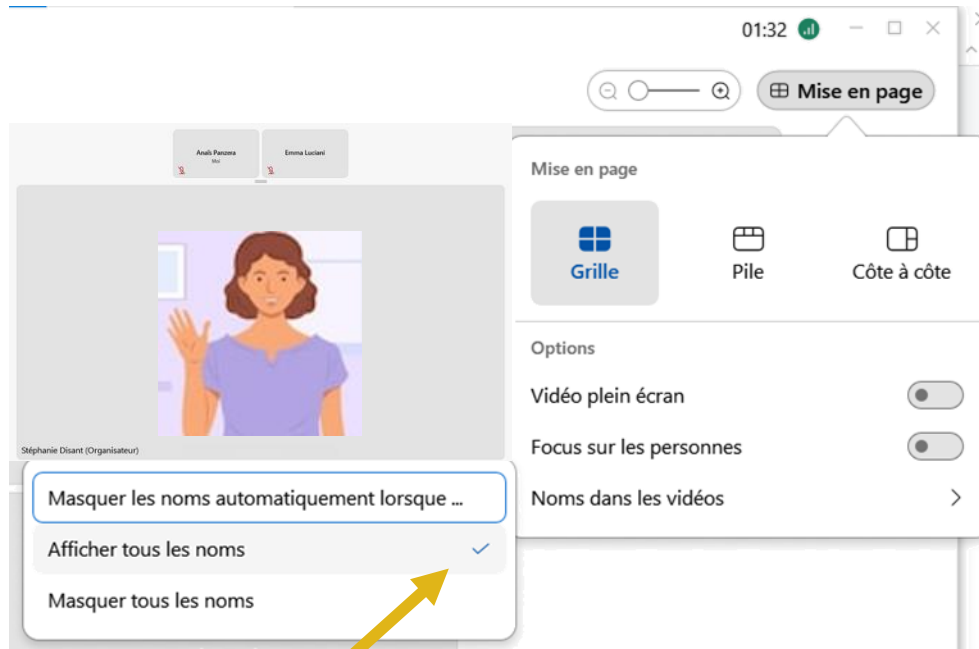 01:32
Mise en page
Anaïs Panzera
Moi
Emma Luciani
Stéphanie Disant (Organisateur)
Mise en page
Grille
Pile
Côte à côte
Options
Vidéo plein écran
Focus sur les personnes
Noms dans les vidéos
Masquer les noms automatiquement lorsque ...
Afficher tous les noms
Masquer tous les noms